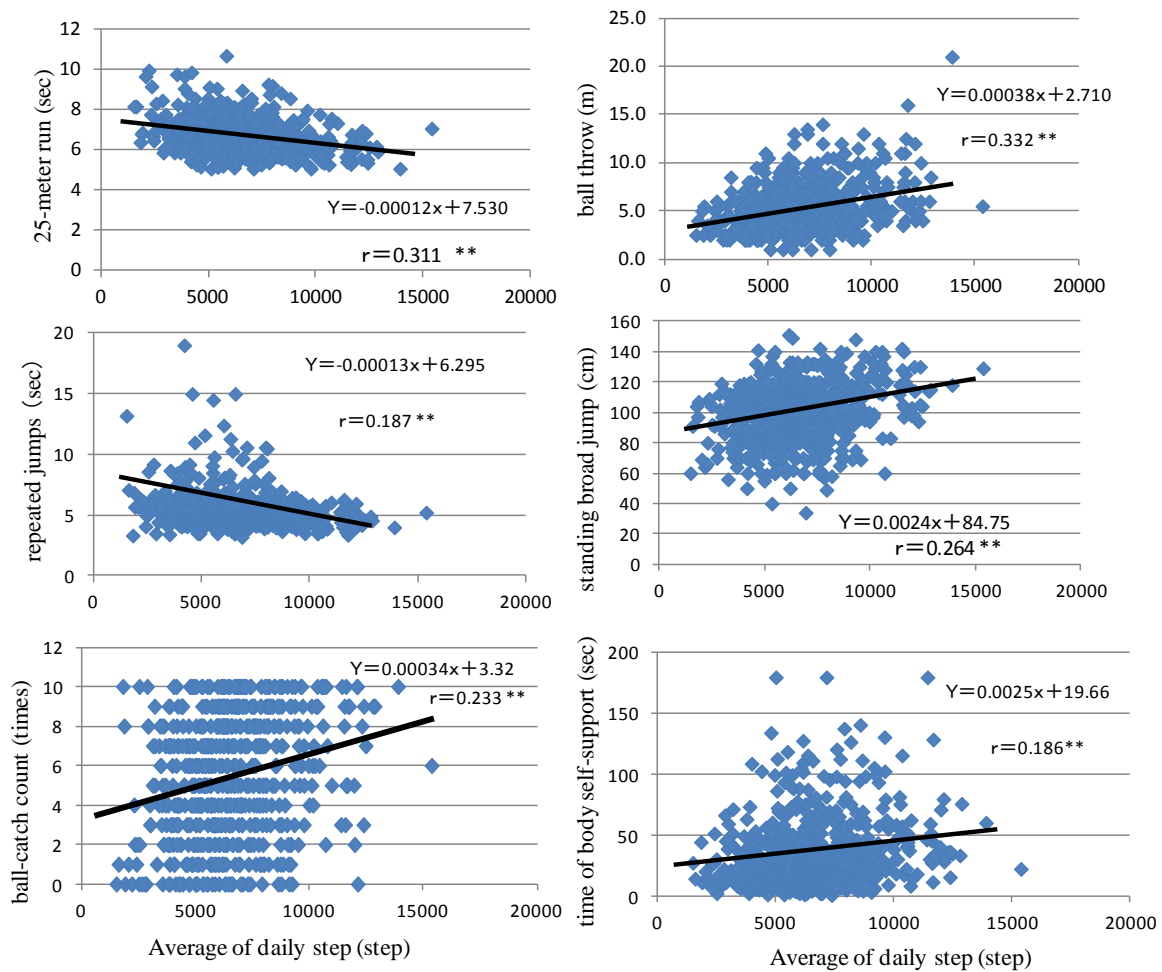 12
10
8
6
4
2
0
25-meter run (sec)
Y=-0.00012x+7.530
r=0.311 **
0 5000 10000 15000 20000
25.0
20.0
15.0
10.0
5.0
0.0
ball throw (m)
Y=0.00038x+2.710
r=0.332 **
0 5000 10000 15000 20000
20
15
10
5
0
repeated jumps (sec)
Y=-0.00013x+6.295
r=0.187 **
0 5000 10000 15000 20000
160
140
120
100
80
60
40
20
0
standing broad jump (cm)
Y=0.0024x+84.75
r=0.264 **
0 5000 10000 15000 20000
12
10
8
6
4
2
0
ball-catch count (times)
Y=0.00034x+3.32
r=0.233 **
0 5000 10000 15000 20000
Average of daily step (step)
200
150
100
50
0
time of body self-support (sec)
Y=0.0025x+19.66
r=0.186**
0 5000 10000 15000 20000
Average of daily step (step)